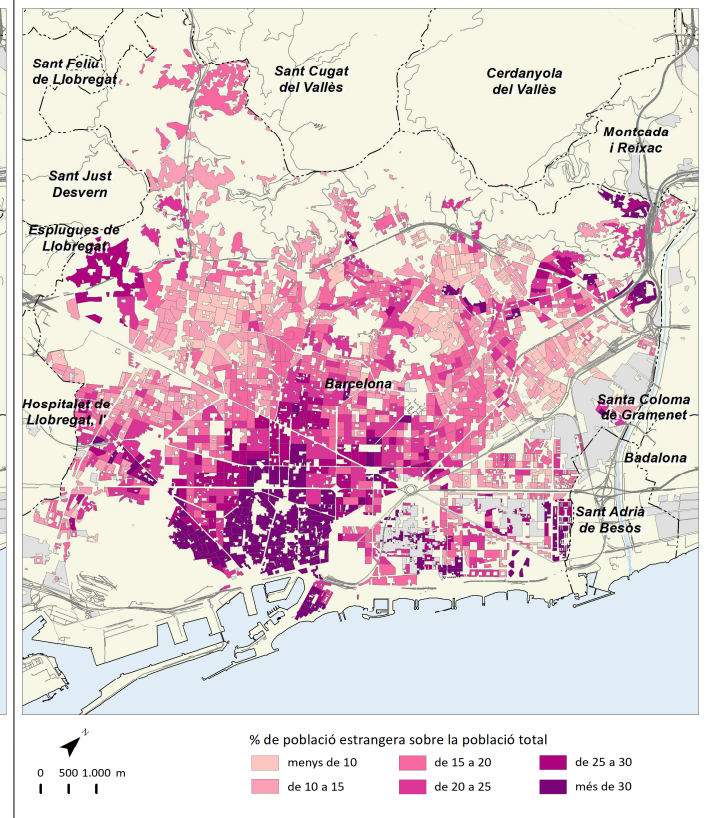 Sant Feliu
de Llobregat
Sant Cugat
del Vallès
Cerdanyola
del Vallès
Montcada
i Reixac
Sant Just
Desvern
Esplugues de
Llobregat
Barcelona
Hospitalet de
Llobregat, l'
Santa Coloma
de Gramenet
Badalona
Sant Adrià
de Besòs
N
0 500 1.000 m
% de població estrangera sobre la població total
menys de 10
de 15 a 20
de 25 a 30
de 10 a 15
de 20 a 25
més de 30